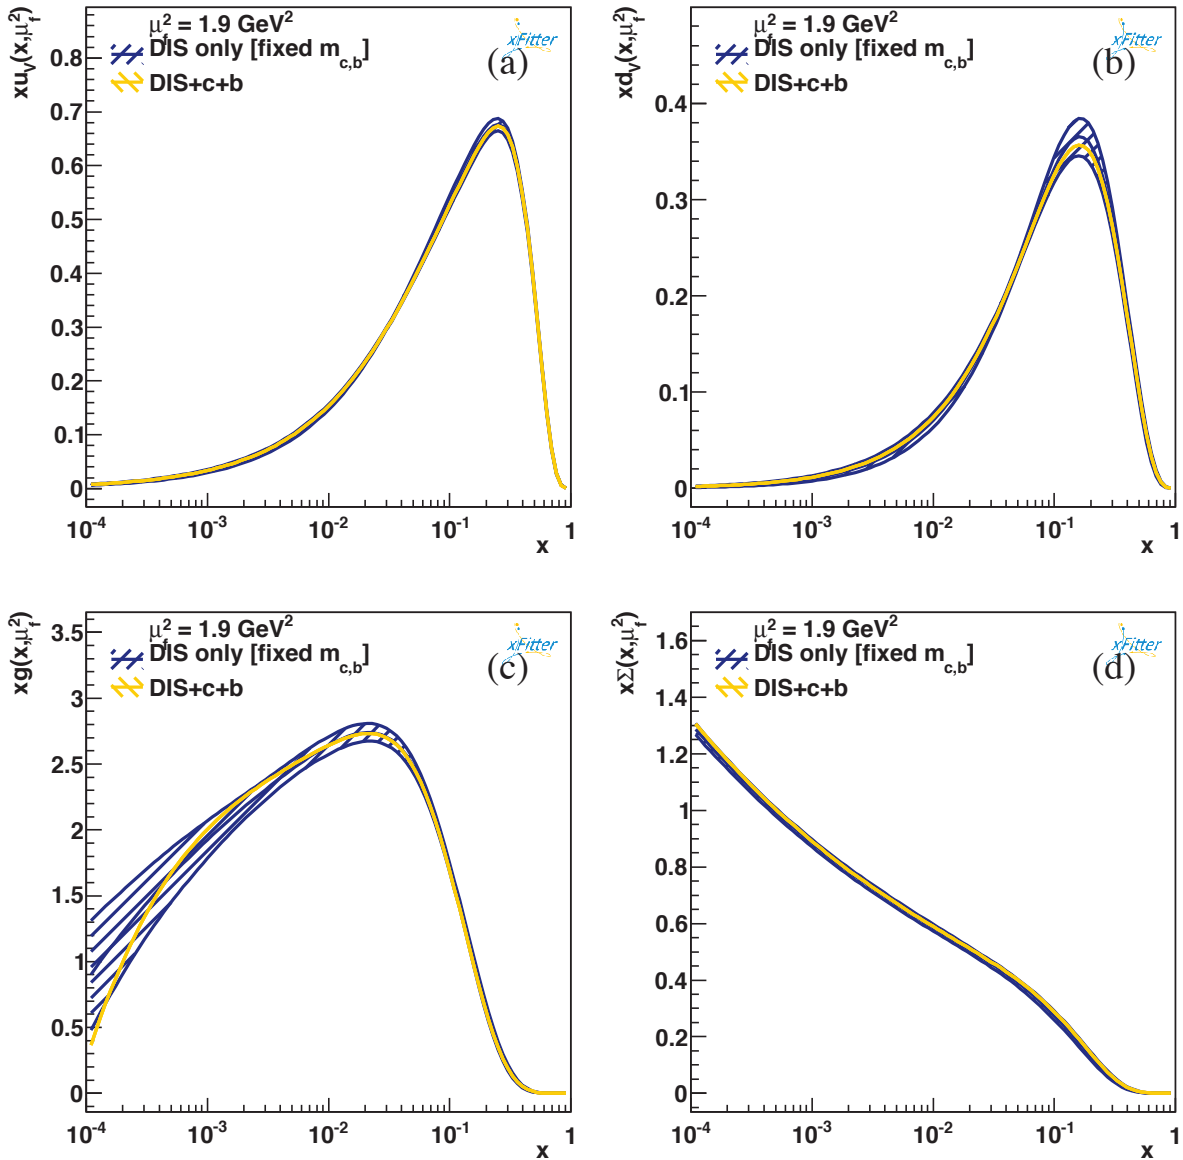 xu_V(x,μ_f^2)
μ_f^2 = 1.9 GeV^2
DIS only [fixed m_c,b]
DIS+c+b
xFitter
(a)
0.8
0.7
0.6
0.5
0.4
0.3
0.2
0.1
0
10^-4 10^-3 10^-2 10^-1 1
x
xd_V(x,μ_f^2)
μ_f^2 = 1.9 GeV^2
DIS only [fixed m_c,b]
DIS+c+b
xFitter
(b)
0.4
0.3
0.2
0.1
0
10^-4 10^-3 10^-2 10^-1 1
x
xg(x,μ_f^2)
μ_f^2 = 1.9 GeV^2
DIS only [fixed m_c,b]
DIS+c+b
xFitter
(c)
3.5
3
2.5
2
1.5
1
0.5
0
10^-4 10^-3 10^-2 10^-1 1
x
xΣ(x,μ_f^2)
μ_f^2 = 1.9 GeV^2
DIS only [fixed m_c,b]
DIS+c+b
xFitter
(d)
1.6
1.4
1.2
1
0.8
0.6
0.4
0.2
0
10^-4 10^-3 10^-2 10^-1 1
x